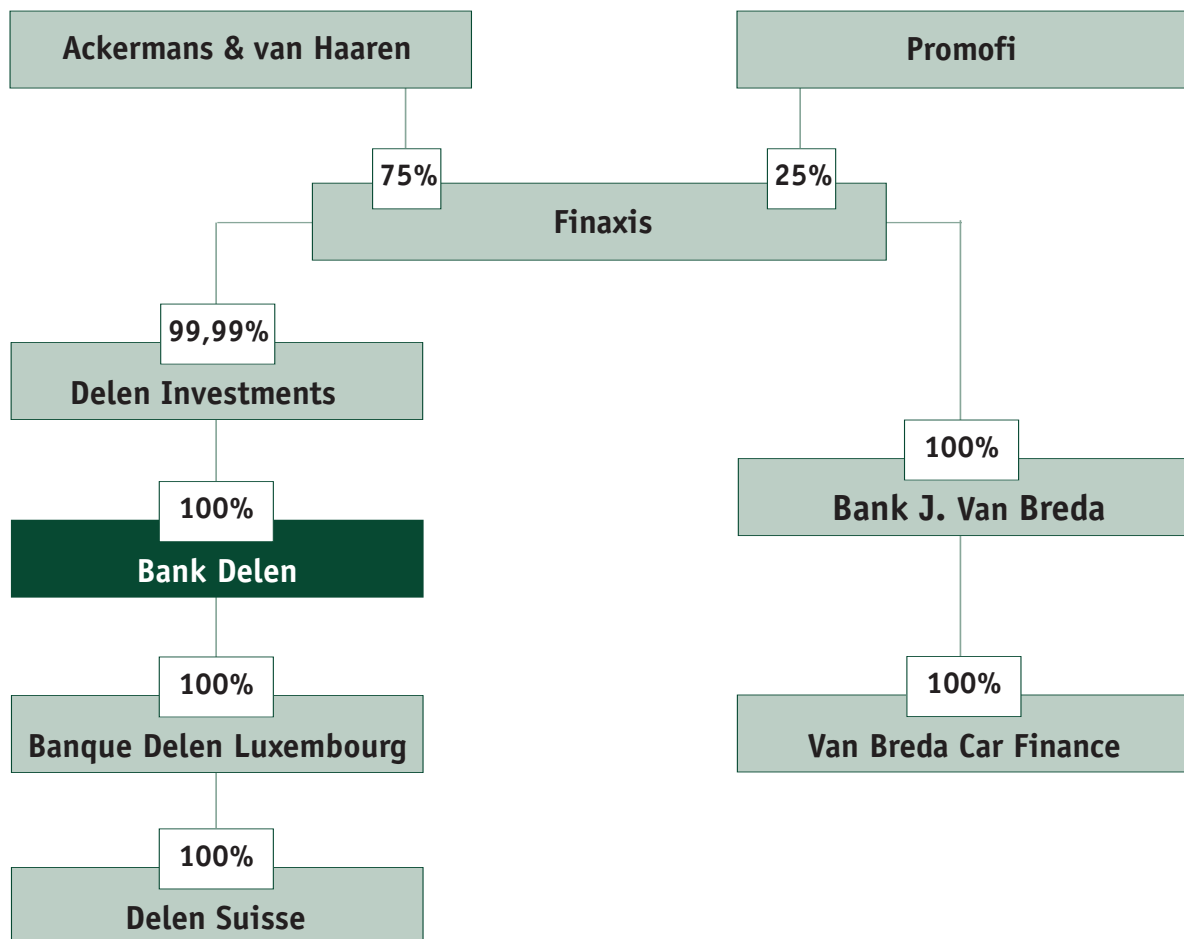 Ackermans & van Haaren
Promofi
75%
25%
Finaxis
99,99%
Delen Investments
100%
Bank J. Van Breda
100%
Bank Delen
100%
Banque Delen Luxembourg
100%
Van Breda Car Finance
100%
Delen Suisse